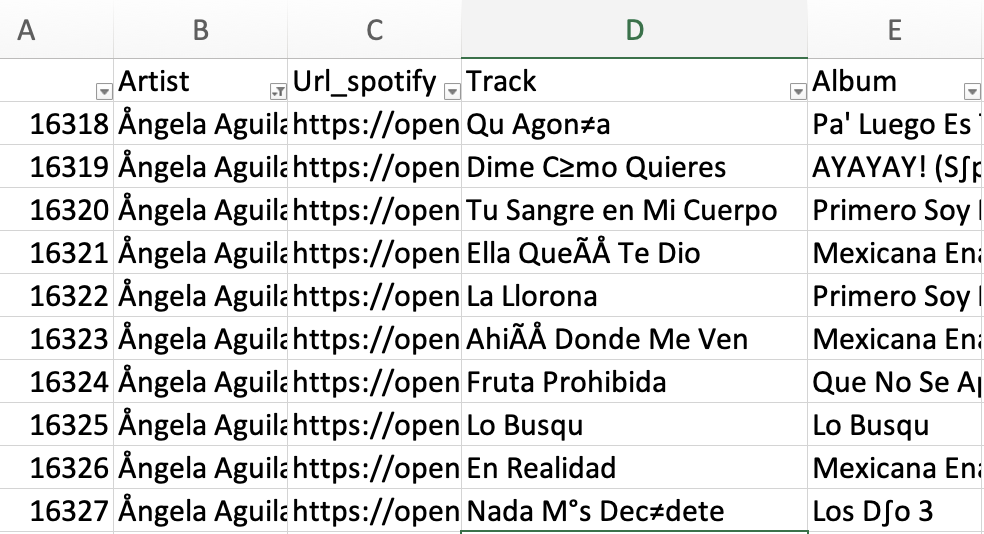 A B C D E
Artist Url_spotify Track Album
16318 Ångela Aguila https://open Qu Agon≠a Pa' Luego Es
16319 Ångela Aguila https://open Dime C≥mo Quieres AYAYAY! (S∫p
16320 Ångela Aguila https://open Tu Sangre en Mi Cuerpo Primero Soy
16321 Ångela Aguila https://open Ella QueÃÅ Te Dio Mexicana Ena
16322 Ångela Aguila https://open La Llorona Primero Soy
16323 Ångela Aguila https://open AhiÃÅ Donde Me Ven Mexicana Ena
16324 Ångela Aguila https://open Fruta Prohibida Que No Se Ap
16325 Ångela Aguila https://open Lo Busqu Lo Busqu
16326 Ångela Aguila https://open En Realidad Mexicana Ena
16327 Ångela Aguila https://open Nada M°s Dec≠dete Los D∫o 3